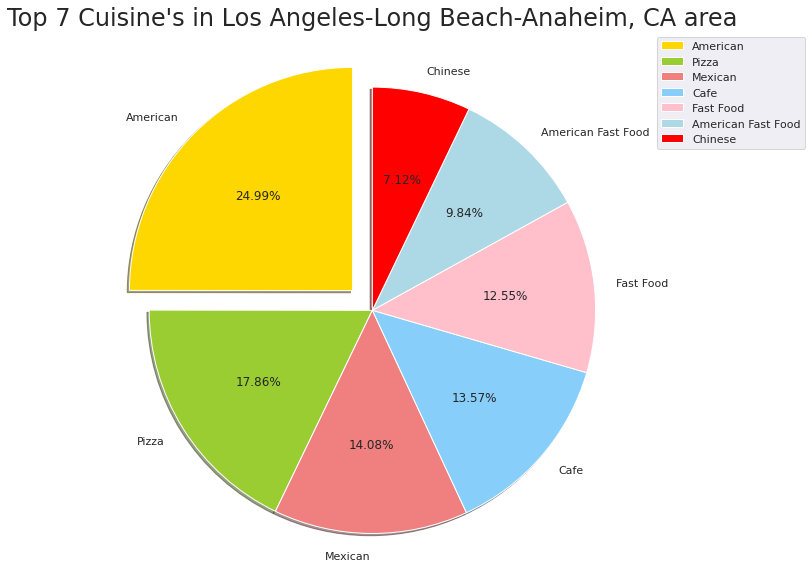 Top 7 Cuisine's in Los Angeles-Long Beach-Anaheim, CA area
American
Pizza
Mexican
Cafe
Fast Food
American Fast Food
Chinese
Chinese
American
American Fast Food
7.12%
24.99%
9.84%
Fast Food
12.55%
17.86%
13.57%
Pizza
14.08%
Cafe
Mexican